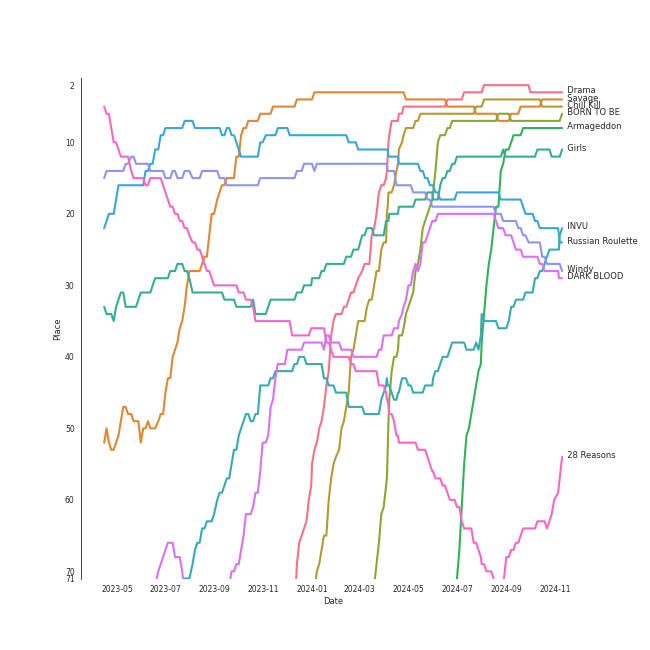 2
Drama
Savage
Chill Kill
BORN TO BE
Armageddon
10
Girls
20
INVU
Russian Roulette
Windy
DARK BLOOD
30
Place
40
50
28 Reasons
60
70
71
2023-05
2023-07
2023-09
2023-11
2024-01
2024-03
2024-05
2024-07
2024-09
2024-11
Date